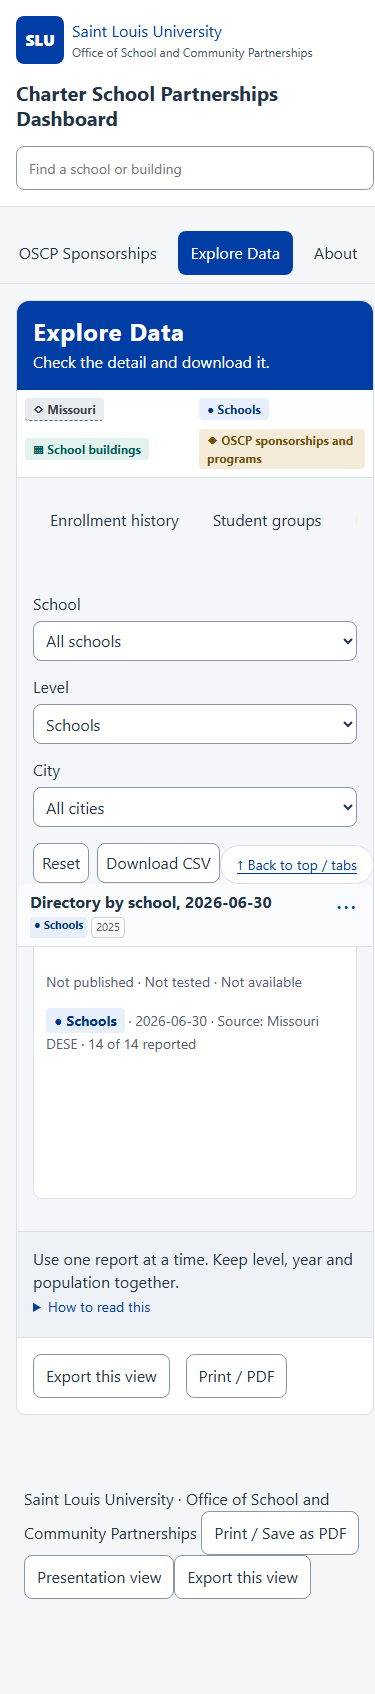 SLU
Saint Louis University
Office of School and Community Partnerships
Charter School Partnerships
Dashboard
Find a school or building
OSCP Sponsorships
Explore Data
About
Explore Data
Check the detail and download it.
Missouri
Schools
School buildings
OSCP sponsorships and
programs
Enrollment history
Student groups
School
All schools
Level
Schools
City
All cities
Reset
Download CSV
↑ Back to top / tabs
Directory by school, 2026-06-30
...
Schools
2025
Not published · Not tested · Not available
Schools · 2026-06-30 · Source: Missouri
DESE · 14 of 14 reported
Use one report at a time. Keep level, year and
population together.
How to read this
Export this view
Print / PDF
Saint Louis University · Office of School and
Community Partnerships
Print / Save as PDF
Presentation view
Export this view